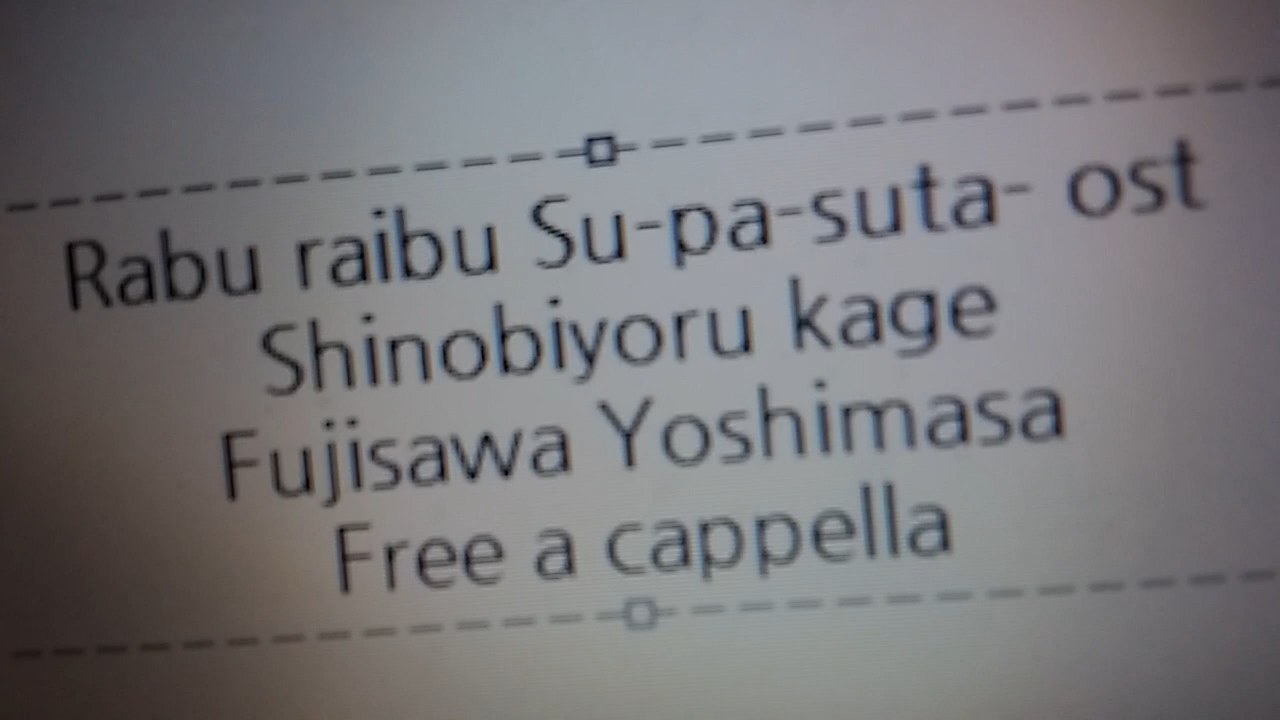 Rabu raibu Su-pa-suta- ost
Shinobiyoru kage
Fujisawa Yoshimasa
Free a cappella